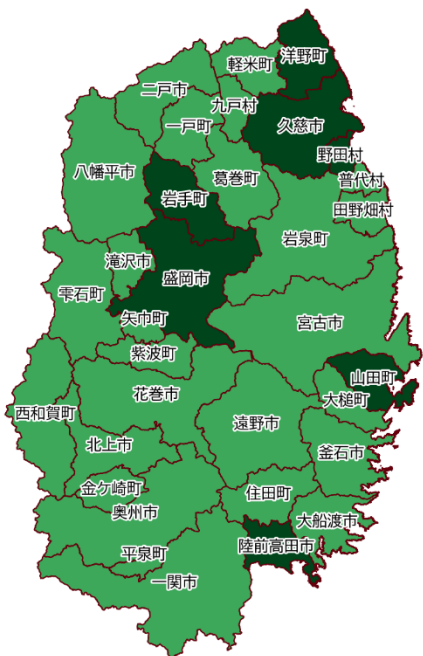 洋野町
軽米町
二戸市
九戸村
一戸町
久慈市
野田村
八幡平市
葛巻町
普代村
岩手町
田野畑村
岩泉町
滝沢市
盛岡市
雫石町
矢巾町
宮古市
紫波町
山田町
花巻市
大槌町
西和賀町
遠野市
北上市
釜石市
金ケ崎町
住田町
奥州市
大船渡市
陸前高田市
平泉町
一関市